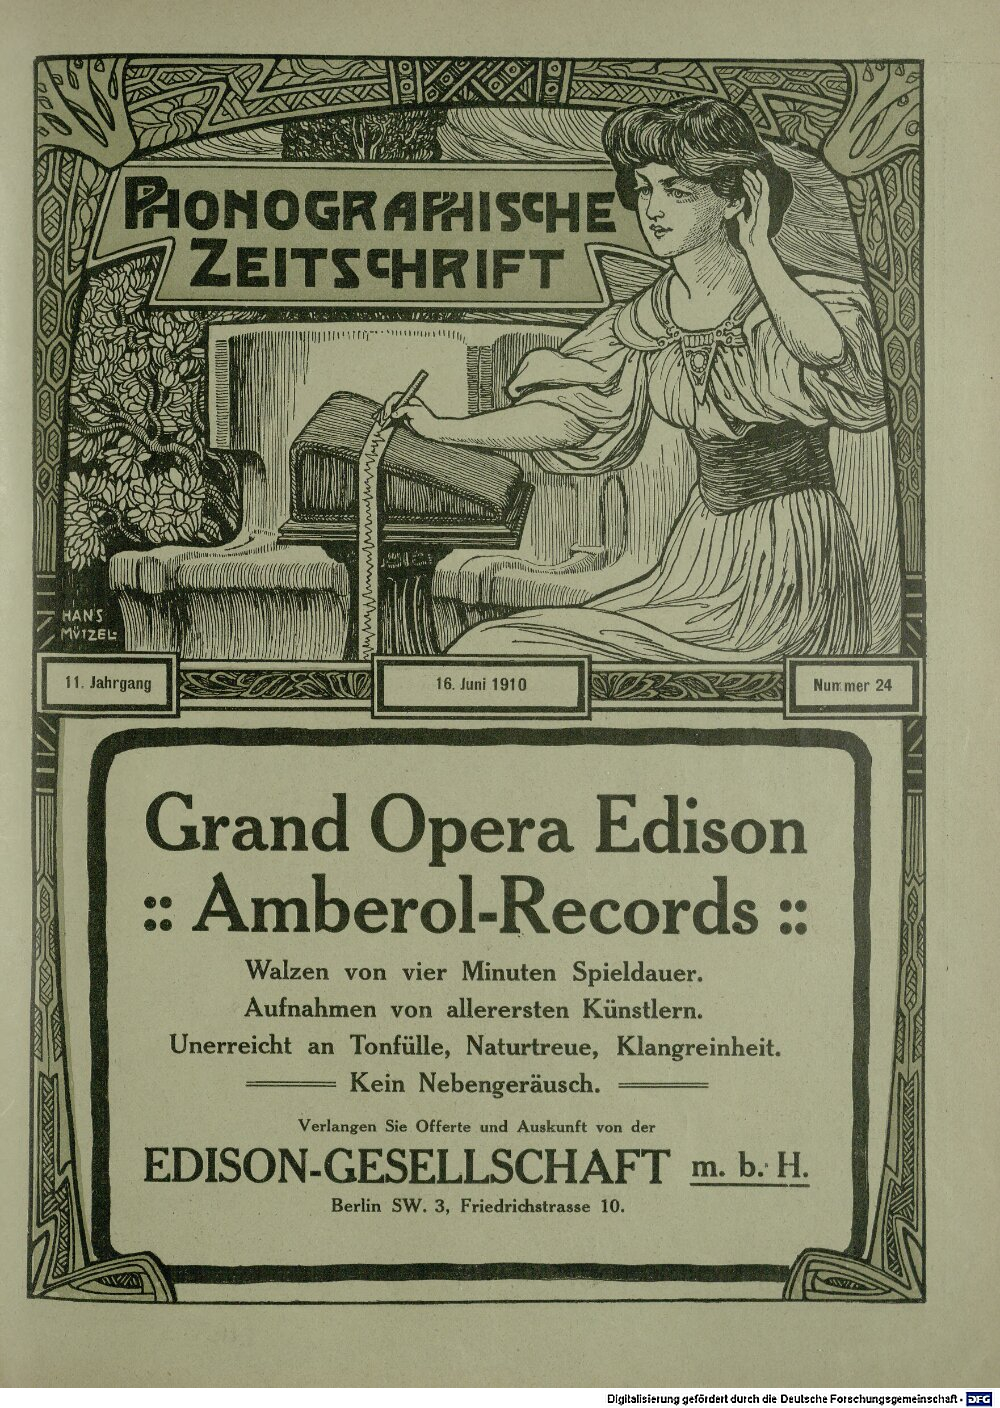 PHONOGRAPHISCHE
ZEITSCHRIFT
HANS
MÜTZEL
11. Jahrgang
16. Juni 1910
Nummer 24
Grand Opera Edison
:: Amberol-Records ::
Walzen von vier Minuten Spieldauer.
Aufnahmen von allerersten Künstlern.
Unerreicht an Tonfülle, Naturtreue, Klangreinheit.
Kein Nebengeräusch.
Verlangen Sie Offerte und Auskunft von der
EDISON-GESELLSCHAFT m. b. H.
Berlin SW. 3, Friedrichstrasse 10.
Digitalisierung gefördert durch die Deutsche Forschungsgemeinschaft - DFG